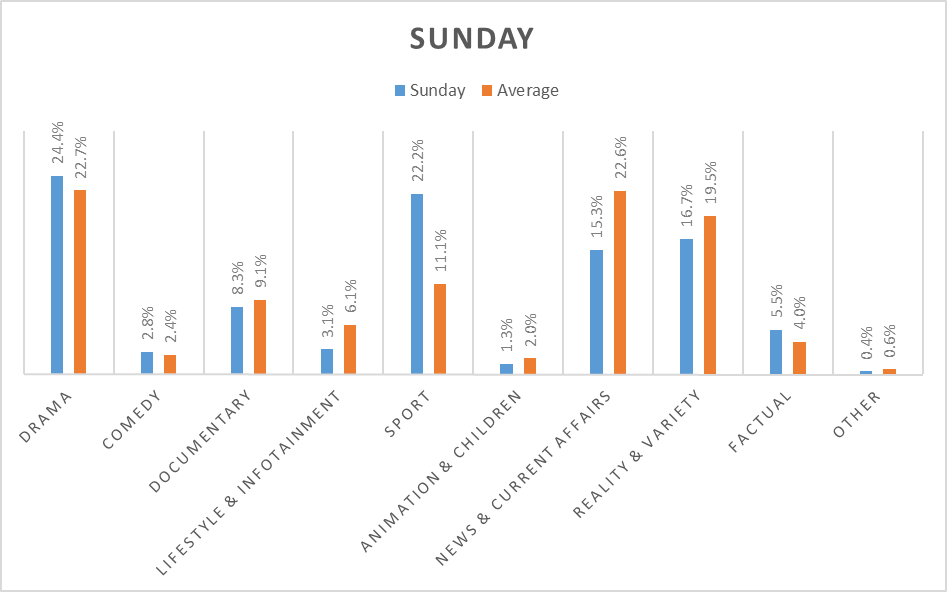 SUNDAY
Sunday Average
24.4% 22.7% 2.8% 2.4% 8.3% 9.1% 3.1% 6.1% 22.2% 11.1% 1.3% 2.0% 15.3% 22.6% 16.7% 19.5% 5.5% 4.0% 0.4% 0.6%
DRAMA
COMEDY
DOCUMENTARY
LIFESTYLE & INFOTAINMENT
SPORT
ANIMATION & CHILDREN
NEWS & CURRENT AFFAIRS
REALITY & VARIETY
FACTUAL
OTHER